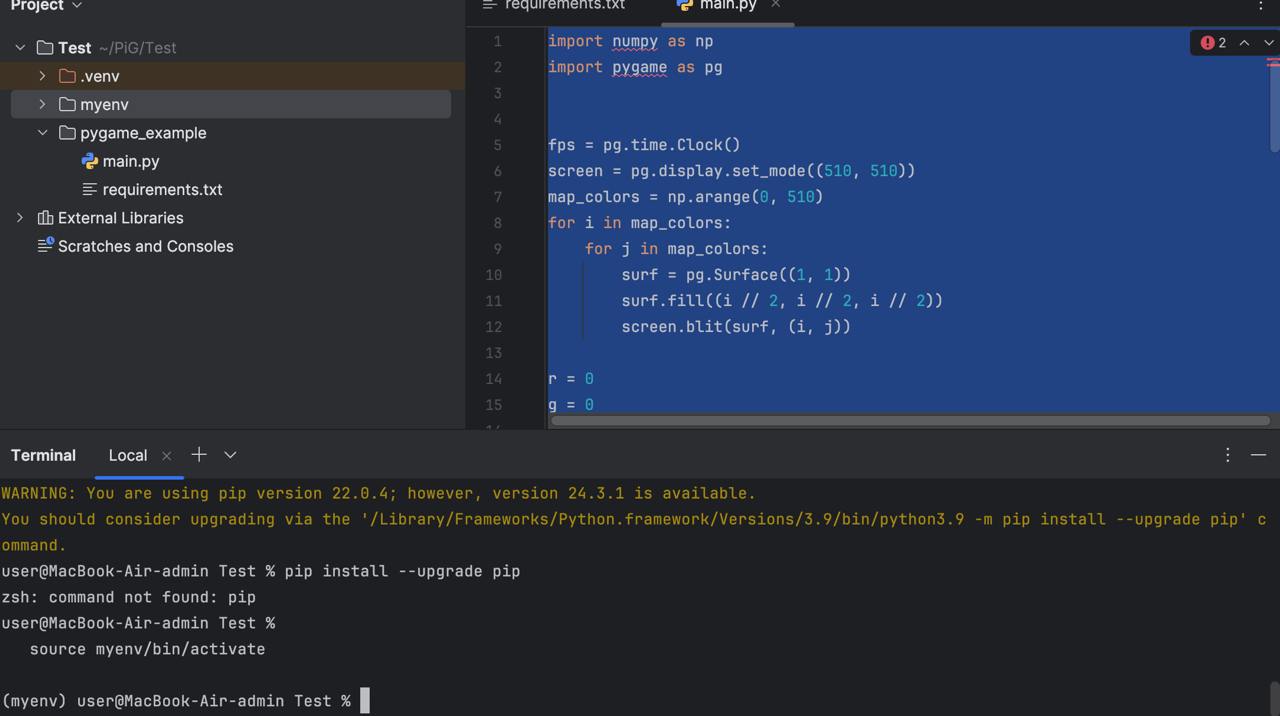 Project
Test ~/PiG/Test
.venv
myenv
pygame_example
main.py
requirements.txt
External Libraries
Scratches and Consoles
requirements.txt
main.py
2
1 import numpy as np
2 import pygame as pg
3
4
5 fps = pg.time.Clock()
6 screen = pg.display.set_mode((510, 510))
7 map_colors = np.arange(0, 510)
8 for i in map_colors:
9 for j in map_colors:
10 surf = pg.Surface((1, 1))
11 surf.fill((i // 2, i // 2, i // 2))
12 screen.blit(surf, (i, j))
13
14 r = 0
15 g = 0
Terminal Local
WARNING: You are using pip version 22.0.4; however, version 24.3.1 is available.
You should consider upgrading via the '/Library/Frameworks/Python.framework/Versions/3.9/bin/python3.9 -m pip install --upgrade pip' c
ommand.
user@MacBook-Air-admin Test % pip install --upgrade pip
zsh: command not found: pip
user@MacBook-Air-admin Test %
source myenv/bin/activate
(myenv) user@MacBook-Air-admin Test %